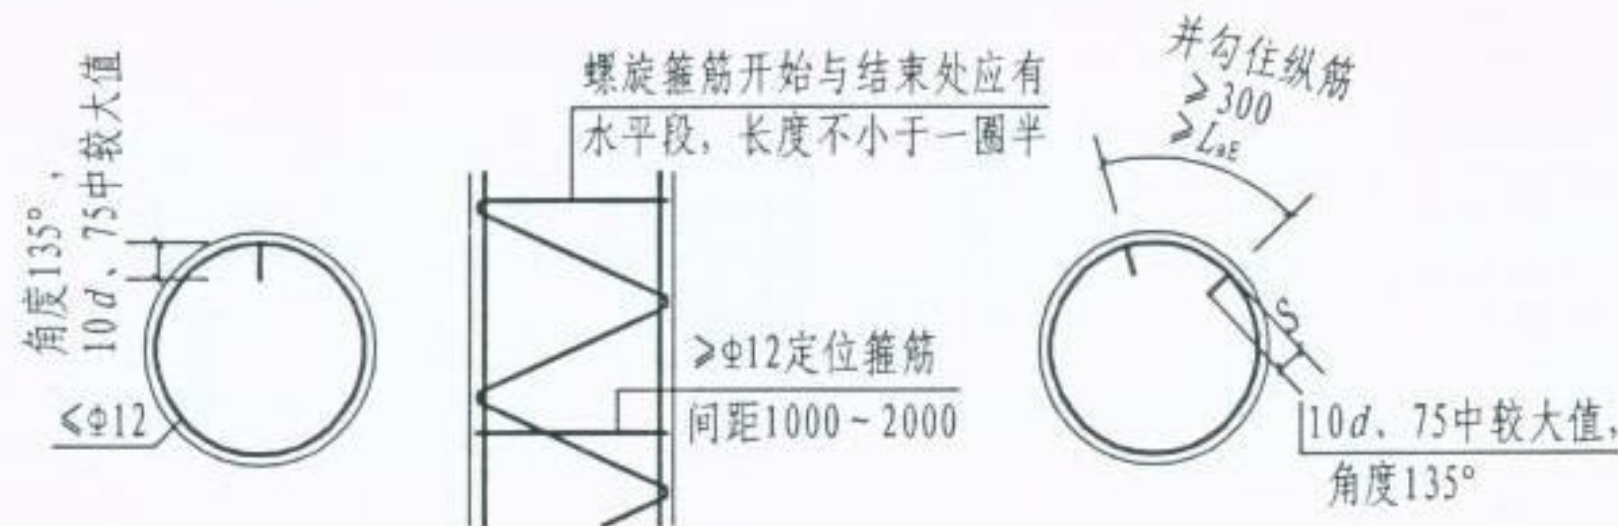 角度135°,
10d、75中较大值
≤Φ12
螺旋箍筋开始与结束处应有
水平段，长度不小于一圈半
≥Φ12定位箍筋
间距1000～2000
并勾住纵筋
≥300
≥LaE
S
10d、75中较大值，
角度135°